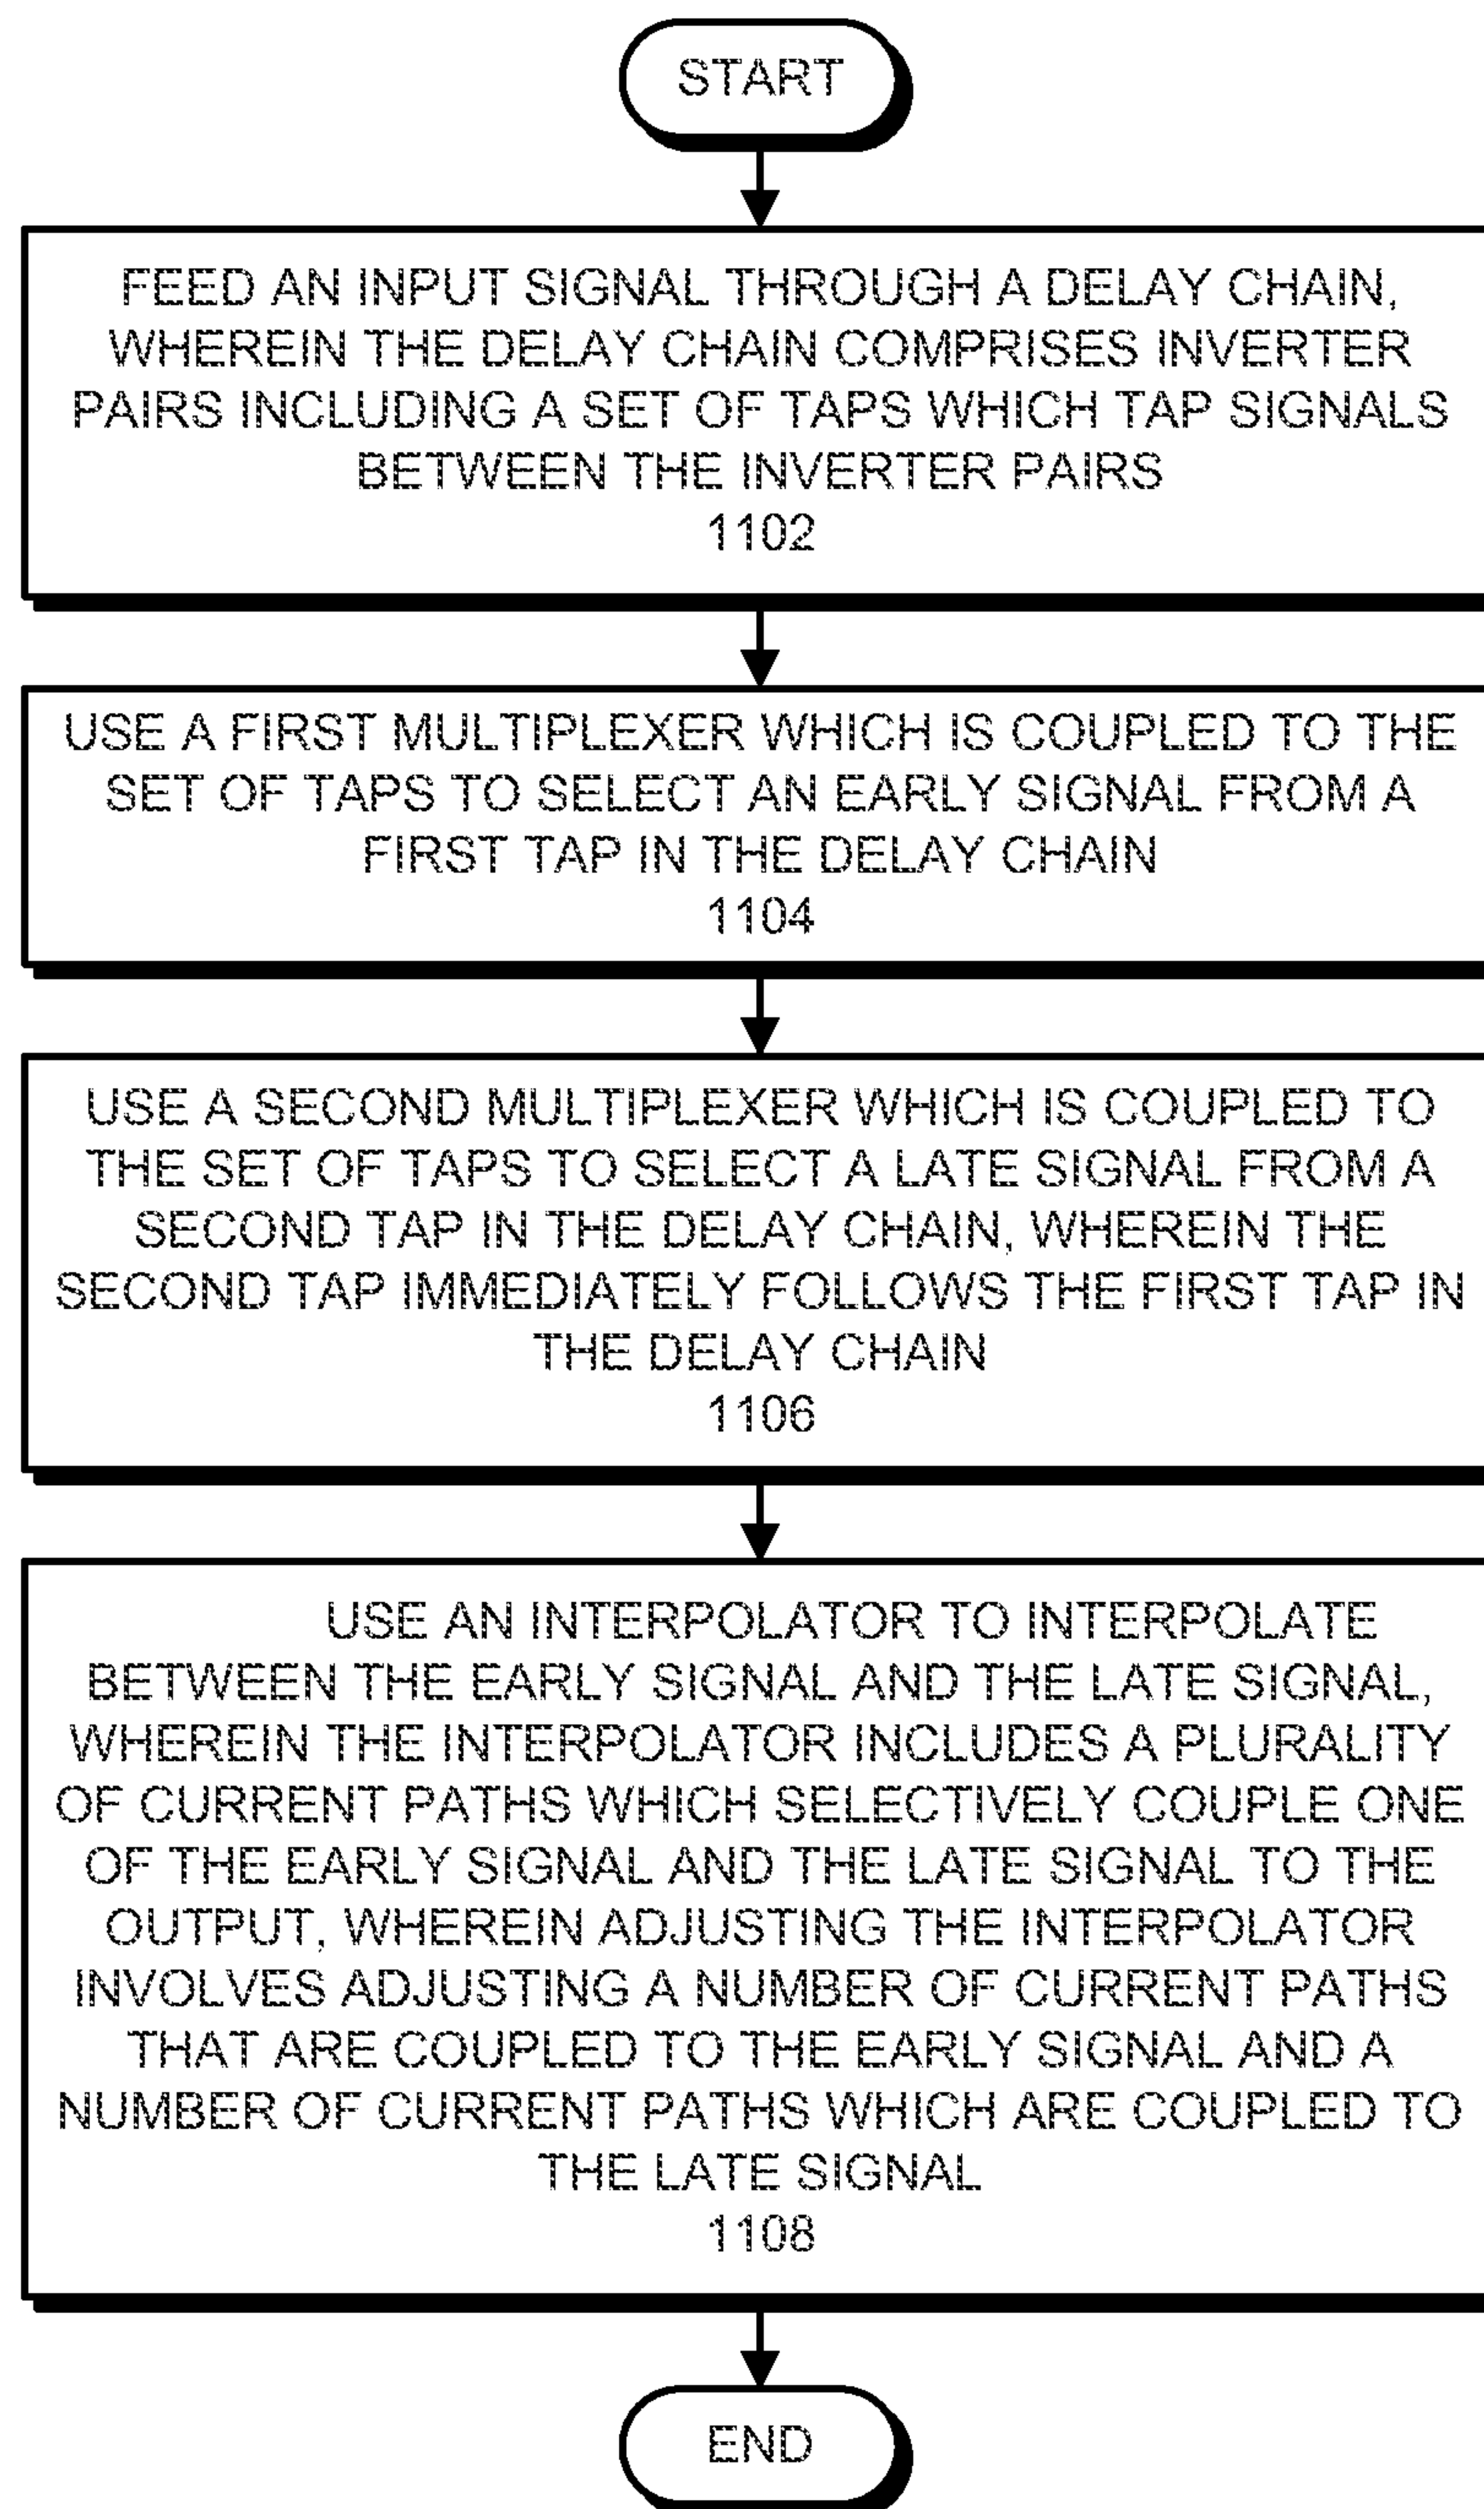 START
FEED AN INPUT SIGNAL THROUGH A DELAY CHAIN,
WHEREIN THE DELAY CHAIN COMPRISES INVERTER
PAIRS INCLUDING A SET OF TAPS WHICH TAP SIGNALS
BETWEEN THE INVERTER PAIRS
1102
USE A FIRST MULTIPLEXER WHICH IS COUPLED TO THE
SET OF TAPS TO SELECT AN EARLY SIGNAL FROM A
FIRST TAP IN THE DELAY CHAIN
1104
USE A SECOND MULTIPLEXER WHICH IS COUPLED TO
THE SET OF TAPS TO SELECT A LATE SIGNAL FROM A
SECOND TAP IN THE DELAY CHAIN, WHEREIN THE
SECOND TAP IMMEDIATELY FOLLOWS THE FIRST TAP IN
THE DELAY CHAIN
1106
USE AN INTERPOLATOR TO INTERPOLATE
BETWEEN THE EARLY SIGNAL AND THE LATE SIGNAL,
WHEREIN THE INTERPOLATOR INCLUDES A PLURALITY
OF CURRENT PATHS WHICH SELECTIVELY COUPLE ONE
OF THE EARLY SIGNAL AND THE LATE SIGNAL TO THE
OUTPUT, WHEREIN ADJUSTING THE INTERPOLATOR
INVOLVES ADJUSTING A NUMBER OF CURRENT PATHS
THAT ARE COUPLED TO THE EARLY SIGNAL AND A
NUMBER OF CURRENT PATHS WHICH ARE COUPLED TO
THE LATE SIGNAL
1108
END